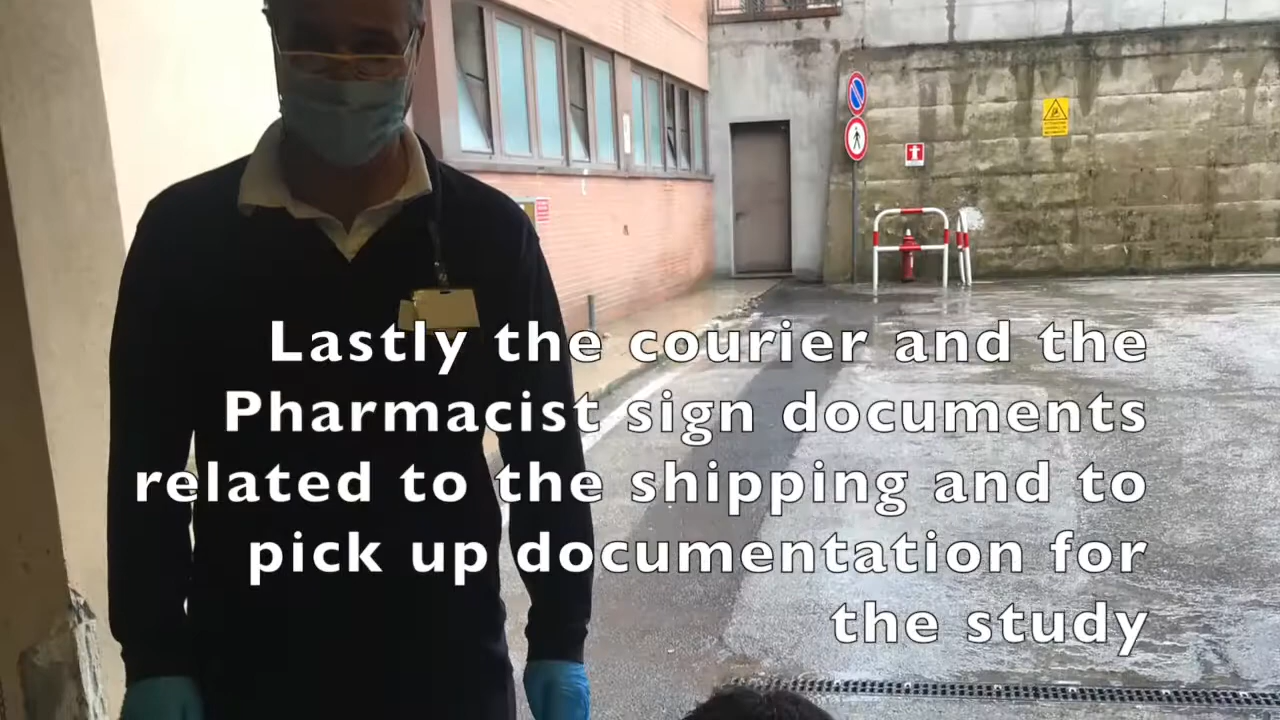 Lastly the courier and the
Pharmacist sign documents
related to the shipping and to
pick up documentation for
the study